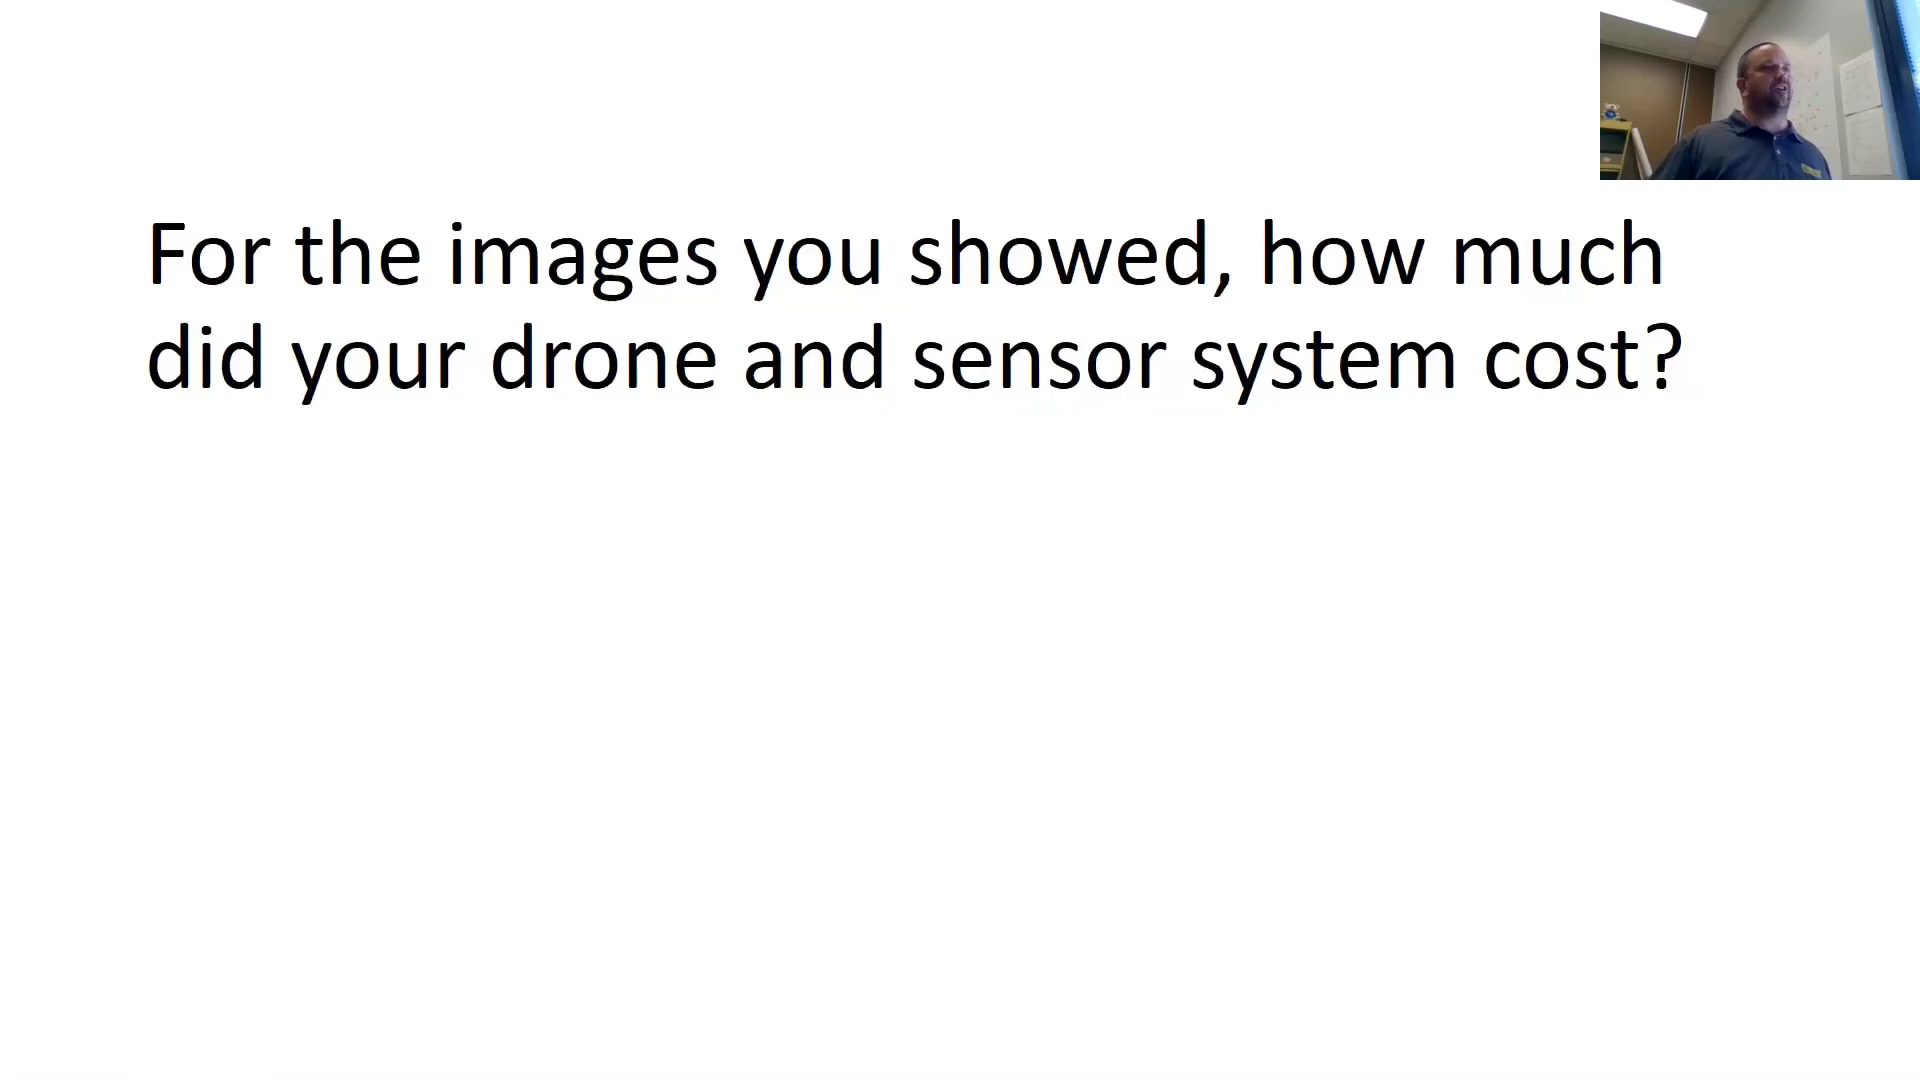 For the images you showed, how much
did your drone and sensor system cost?